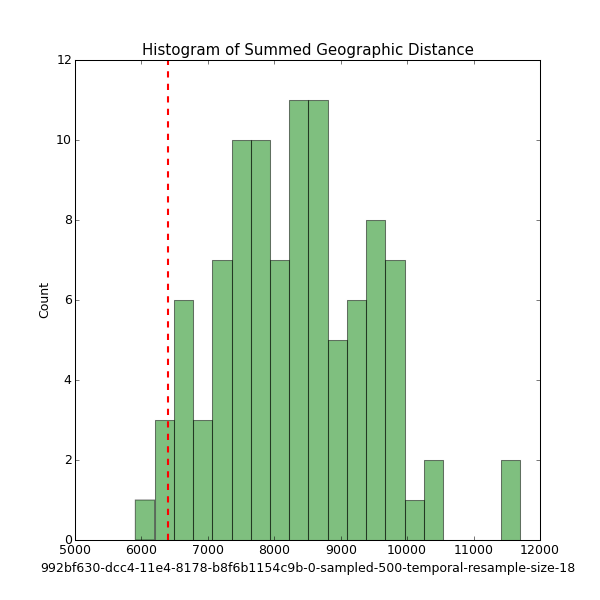 Histogram of Summed Geographic Distance
12
10
8
6
4
2
0
Count
5000 6000 7000 8000 9000 10000 11000 12000
992bf630-dcc4-11e4-8178-b8f6b1154c9b-0-sampled-500-temporal-resample-size-18